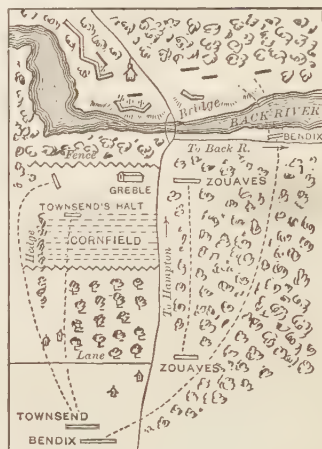 Bridge
BACK RIVER
To Back R.
BENDIX
Fence
GREBLE
ZOUAVES
TOWNSEND'S HALT
Hedge
CORNFIELD
To Hampton
Lane
ZOUAVES
TOWNSEND
BENDIX